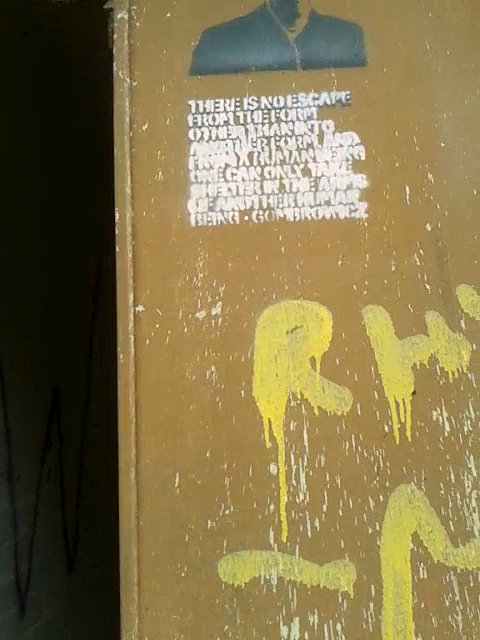 THERE IS NO ESCAPE
FROM THE FORM
OTHER THAN INTO
ANOTHER FORM, AND
FROM A HUMAN BEING
ONE CAN ONLY TAKE
SHELTER IN THE ARMS
OF ANOTHER HUMAN
BEING · GOMBROWICZ